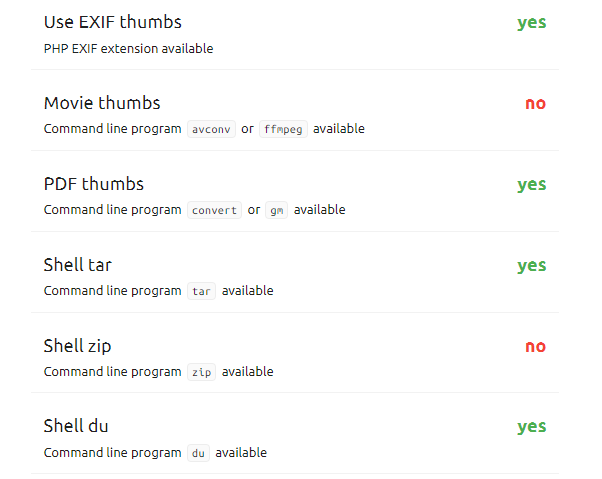 Use EXIF thumbs yes
PHP EXIF extension available
Movie thumbs no
Command line program avconv or ffmpeg available
PDF thumbs yes
Command line program convert or gm available
Shell tar yes
Command line program tar available
Shell zip no
Command line program zip available
Shell du yes
Command line program du available